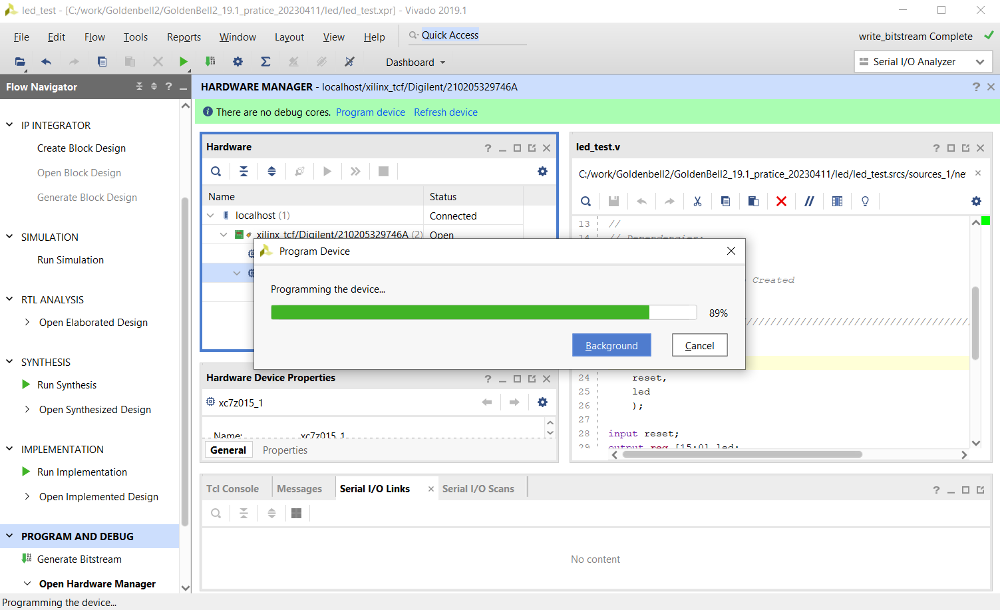 led_test - [C:/work/Goldenbell2/GoldenBell2_19.1_pratice_20230411/led/led_test.xpr] - Vivado 2019.1
File Edit Flow Tools Reports Window Layout View Help Quick Access
write_bitstream Complete
Dashboard
Serial I/O Analyzer
Flow Navigator
IP INTEGRATOR
Create Block Design
Open Block Design
Generate Block Design
SIMULATION
Run Simulation
RTL ANALYSIS
Open Elaborated Design
SYNTHESIS
Run Synthesis
Open Synthesized Design
IMPLEMENTATION
Run Implementation
Open Implemented Design
PROGRAM AND DEBUG
Generate Bitstream
Open Hardware Manager
HARDWARE MANAGER - localhost/xilinx_tcf/Digilent/210205329746A
There are no debug cores. Program device Refresh device
Hardware
Name Status
localhost (1) Connected
xilinx_tcf/Digilent/210205329746A (2) Open
Program Device
Programming the device...
89%
Background Cancel
Hardware Device Properties
xc7z015_1
Name: xc7z015_1
General Properties
led_test.v
C:/work/Goldenbell2/GoldenBell2_19.1_pratice_20230411/led/led_test.srcs/sources_1/ne
13 //
14 // Dependencies:
Created
////////////////////////////////
24 reset,
25 led
26 );
27
28 input reset;
29 output reg [15:0] led;
Tcl Console Messages Serial I/O Links Serial I/O Scans
No content
Programming the device...